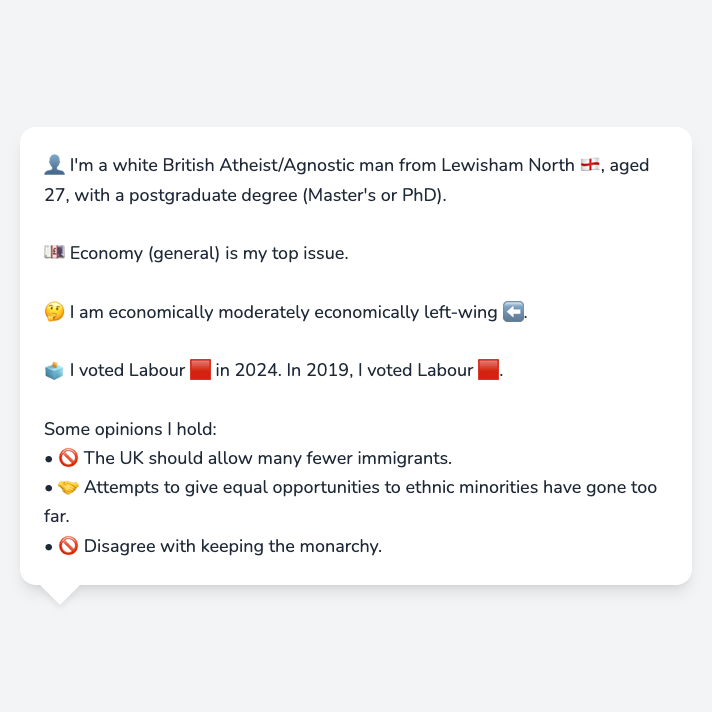 👤 I'm a white British Atheist/Agnostic man from Lewisham North 🏴󠁧󠁢󠁥󠁮󠁧󠁿, aged
27, with a postgraduate degree (Master's or PhD).
💷 Economy (general) is my top issue.
🤔 I am economically moderately economically left-wing ⬅️.
🗳️ I voted Labour 🟥 in 2024. In 2019, I voted Labour 🟥.
Some opinions I hold:
• 🚫 The UK should allow many fewer immigrants.
• 🤝 Attempts to give equal opportunities to ethnic minorities have gone too
far.
• 🚫 Disagree with keeping the monarchy.